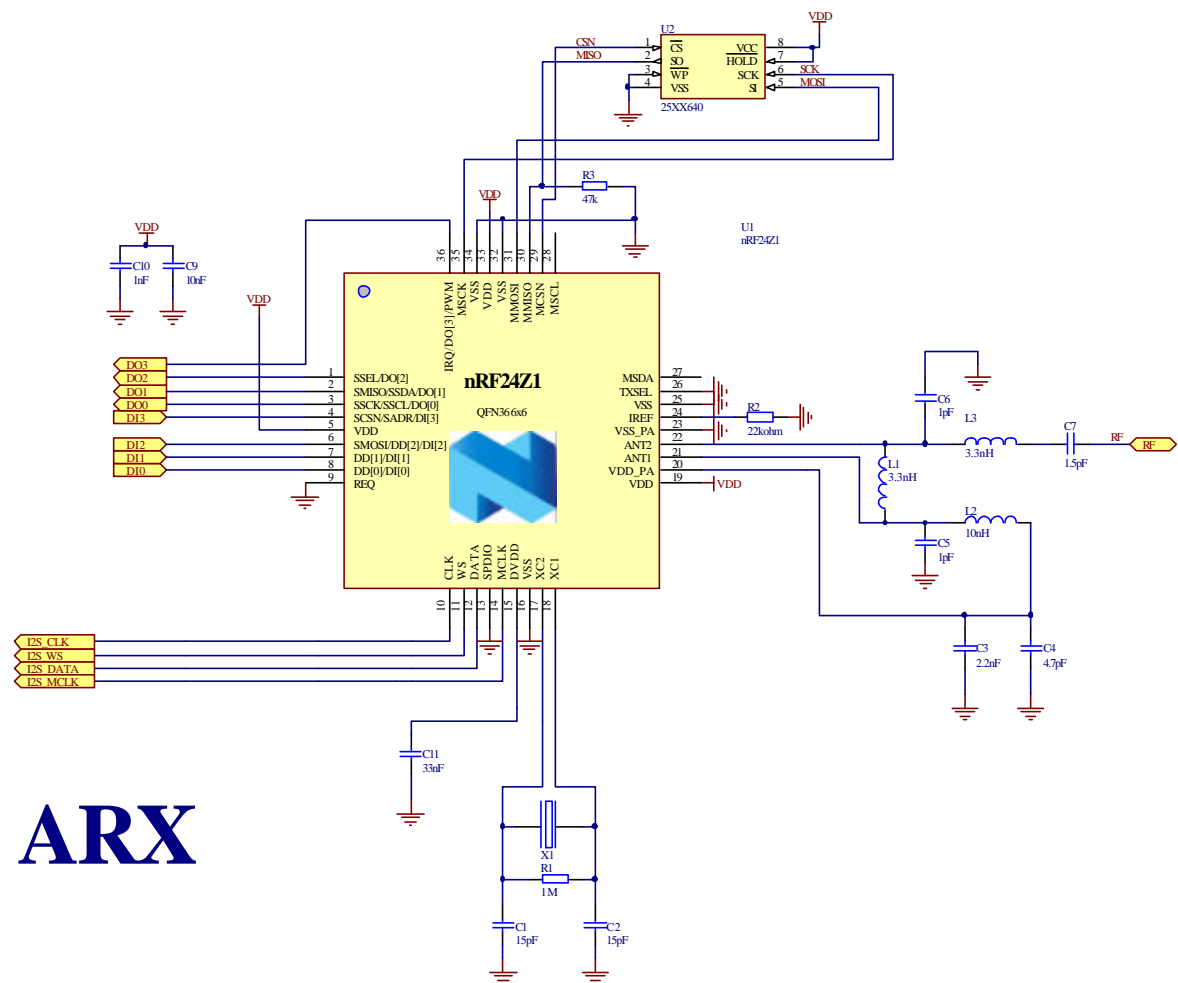 VDD
U2
CSN
MISO
1
2
3
4
CS
SO
WP
VSS
VCC
HOLD
SCK
SI
8
7
6
5
SCK
MOSI
25XX640
R3
47k
VDD
U1
nRF24Z1
VDD
C10
1nF
C9
10nF
VDD
36
35
34
33
32
31
30
29
28
IRQ/DO[3]/PWM
MSCK
VSS
VDD
VSS
MMOSI
MMISO
MCSN
MSCL
DO3
DO2
DO1
DO0
DI3
DI2
DI1
DI0
1
2
3
4
5
6
7
8
9
SSEL/DO[2]
SMISO/SSDA/DO[1]
SSCK/SSCL/DO[0]
SCSN/SADR/DI[3]
VDD
SMOSI/DD[2]/DI[2]
DD[1]/DI[1]
DD[0]/DI[0]
REQ
nRF24Z1
QFN36 6x6
MSDA
TXSEL
VSS
IREF
VSS_PA
ANT2
ANT1
VDD_PA
VDD
27
26
25
24
23
22
21
20
19
VDD
R2
22kohm
C6
1pF
L3
3.3nH
C7
1.5pF
RF
RF
L1
3.3nH
L2
10nH
C5
1pF
C3
2.2nF
C4
4.7pF
CLK
WS
DATA
SPDIO
MCLK
DVDD
VSS
XC2
XC1
10
11
12
13
14
15
16
17
18
I2S_CLK
I2S_WS
I2S_DATA
I2S_MCLK
C11
33nF
X1
R1
1M
C1
15pF
C2
15pF
ARX